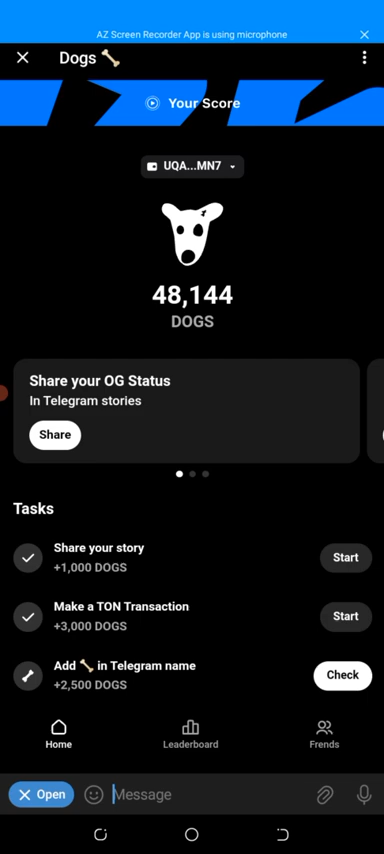 AZ Screen Recorder App is using microphone
Dogs 🦴
Your Score
UQA...MN7
48,144
DOGS
Share your OG Status
In Telegram stories
Share
Tasks
Share your story
+1,000 DOGS
Start
Make a TON Transaction
+3,000 DOGS
Start
Add 🦴 in Telegram name
+2,500 DOGS
Check
Home
Leaderboard
Frends
Open
Message